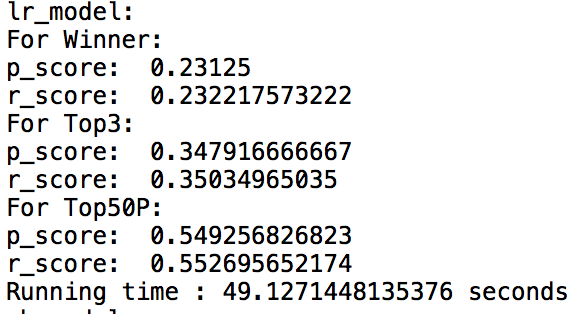 lr_model:
For Winner:
p_score:  0.23125
r_score:  0.232217573222
For Top3:
p_score:  0.347916666667
r_score:  0.35034965035
For Top50P:
p_score:  0.549256826823
r_score:  0.552695652174
Running time : 49.1271448135376 seconds